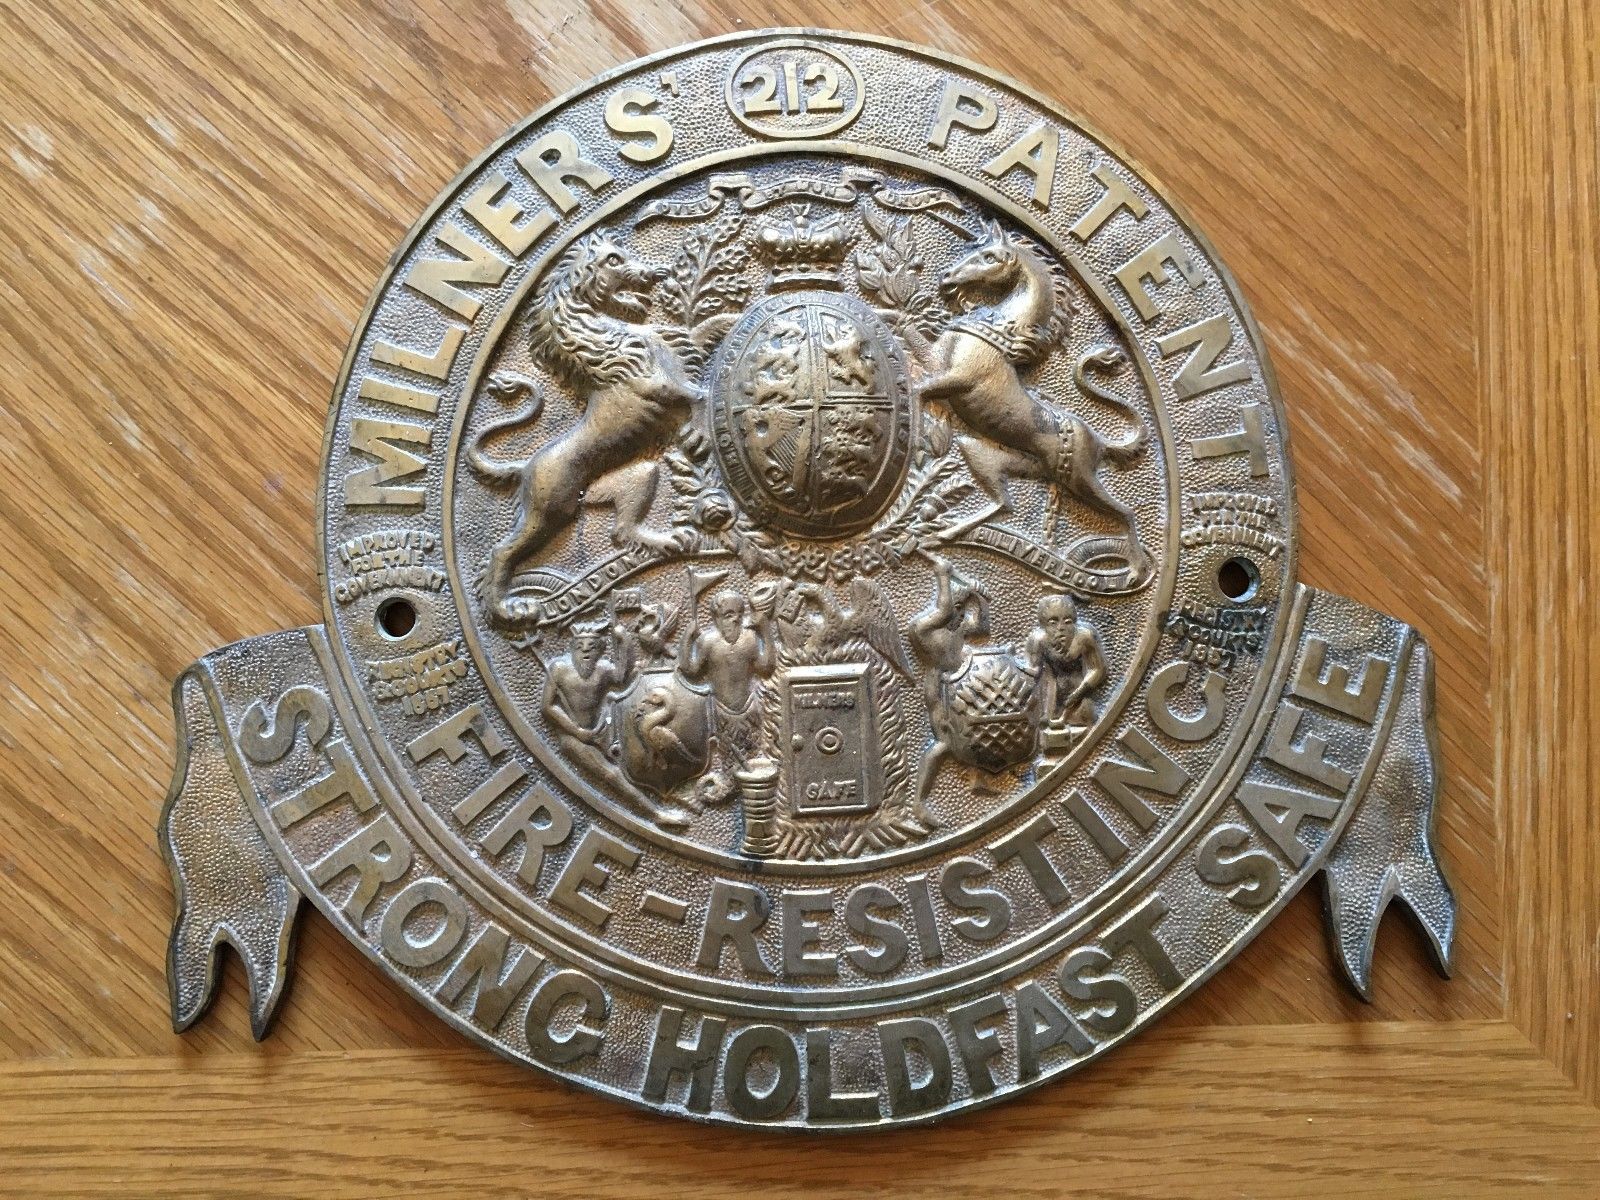 MILNERS' 212 PATENT
FIRE-RESISTING
STRONG HOLDFAST SAFE
IMPROVED
FOR THE
GOVERNMENT
IMPROVED
FOR THE
GOVERNMENT
LONDON
LIVERPOOL
MILNERS
SAFE